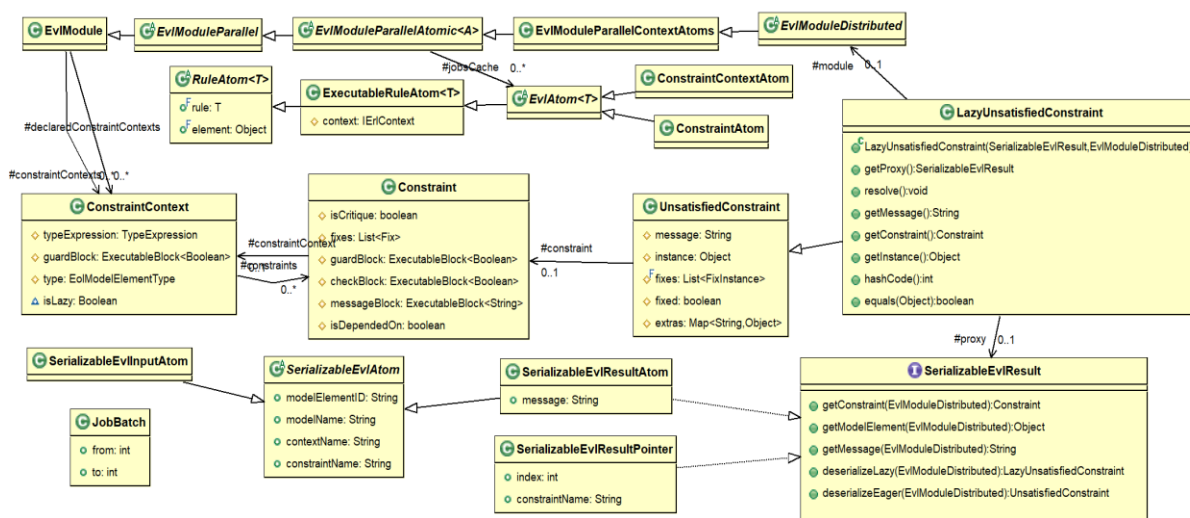 EvlModule
EvlModuleParallel
EvlModuleParallelAtomic<A>
EvlModuleParallelContextAtoms
EvlModuleDistributed
#jobsCache
0..*
#module
0..1
RuleAtom<T>
rule: T
element: Object
ExecutableRuleAtom<T>
context: IErlContext
EvlAtom<T>
ConstraintContextAtom
ConstraintAtom
#declaredConstraintContexts
#constraintContexts
0..*
0..*
LazyUnsatisfiedConstraint
LazyUnsatisfiedConstraint(SerializableEvlResult,EvlModuleDistributed)
getProxy():SerializableEvlResult
resolve():void
getMessage():String
getConstraint():Constraint
getInstance():Object
hashCode():int
equals(Object):boolean
ConstraintContext
typeExpression: TypeExpression
guardBlock: ExecutableBlock<Boolean>
type: EolModelElementType
isLazy: Boolean
#constraintContext
0..1
#constraints
0..*
Constraint
isCritique: boolean
fixes: List<Fix>
guardBlock: ExecutableBlock<Boolean>
checkBlock: ExecutableBlock<Boolean>
messageBlock: ExecutableBlock<String>
isDependedOn: boolean
#constraint
0..1
UnsatisfiedConstraint
message: String
instance: Object
fixes: List<FixInstance>
fixed: boolean
extras: Map<String,Object>
#proxy
0..1
SerializableEvlInputAtom
SerializableEvlAtom
modelElementID: String
modelName: String
contextName: String
constraintName: String
SerializableEvlResultAtom
message: String
SerializableEvlResult
getConstraint(EvlModuleDistributed):Constraint
getModelElement(EvlModuleDistributed):Object
getMessage(EvlModuleDistributed):String
deserializeLazy(EvlModuleDistributed):LazyUnsatisfiedConstraint
deserializeEager(EvlModuleDistributed):UnsatisfiedConstraint
JobBatch
from: int
to: int
SerializableEvlResultPointer
index: int
constraintName: String